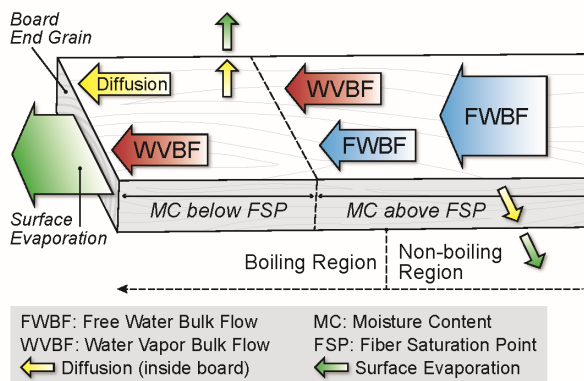 Board
End Grain
Diffusion
WVBF
FWBF
WVBF
FWBF
Surface
Evaporation
MC below FSP
MC above FSP
Boiling Region
Non-boiling
Region
FWBF: Free Water Bulk Flow
MC: Moisture Content
WVBF: Water Vapor Bulk Flow
FSP: Fiber Saturation Point
Diffusion (inside board)
Surface Evaporation